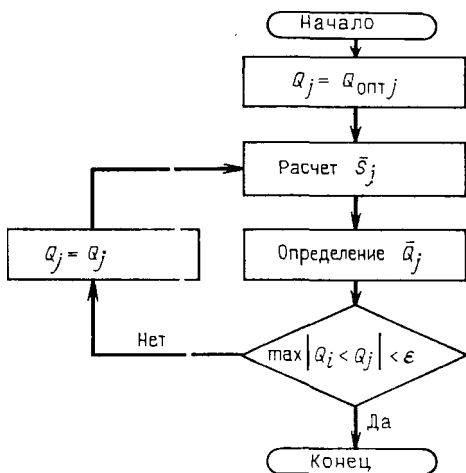 Начало
Q_j = Q_опт j
Расчет S̄_j
Q_j = Q_j
Определение Q̄_j
Нет
max |Q_i < Q_j| < ε
Да
Конец